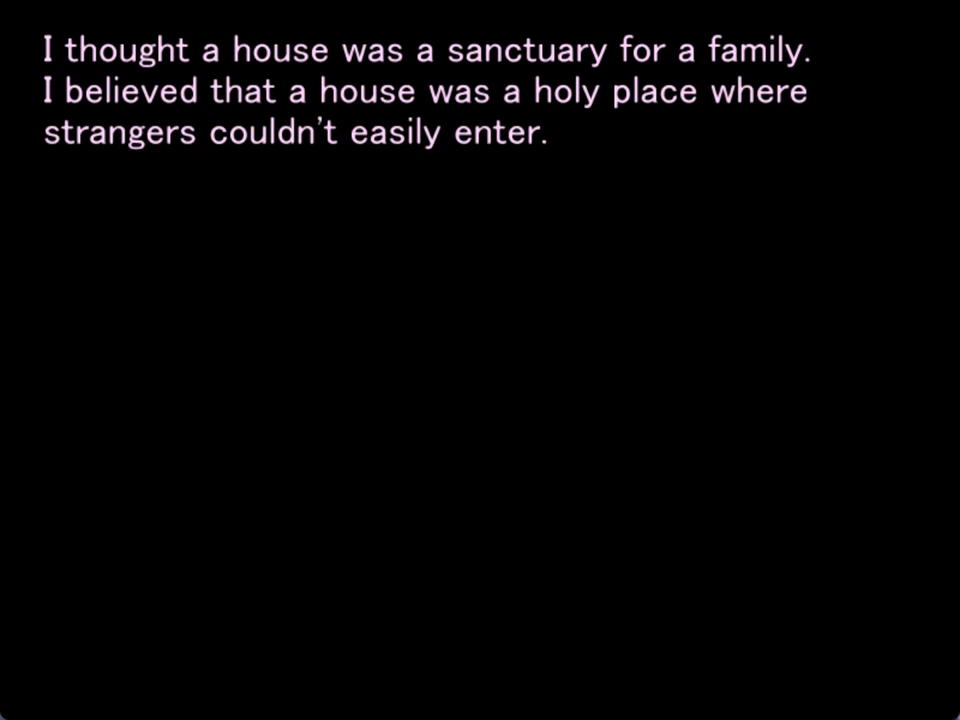 I thought a house was a sanctuary for a family.
I believed that a house was a holy place where
strangers couldn't easily enter.